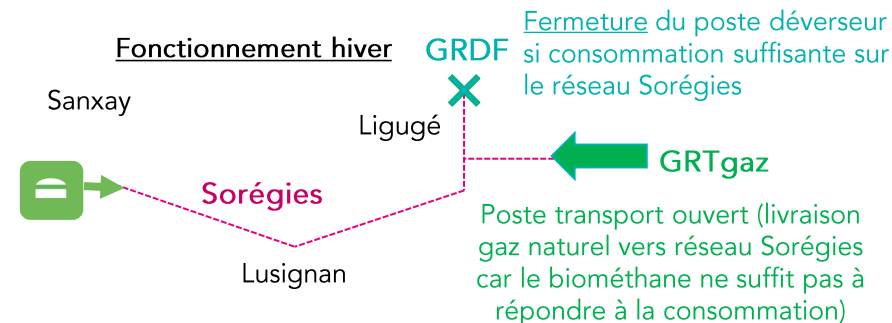 Fonctionnement hiver
GRDF
Fermeture du poste déverseur
si consommation suffisante sur
le réseau Sorégies
Sanxay
Ligugé
GRTgaz
Sorégies
Lusignan
Poste transport ouvert (livraison
gaz naturel vers réseau Sorégies
car le biométhane ne suffit pas à
répondre à la consommation)